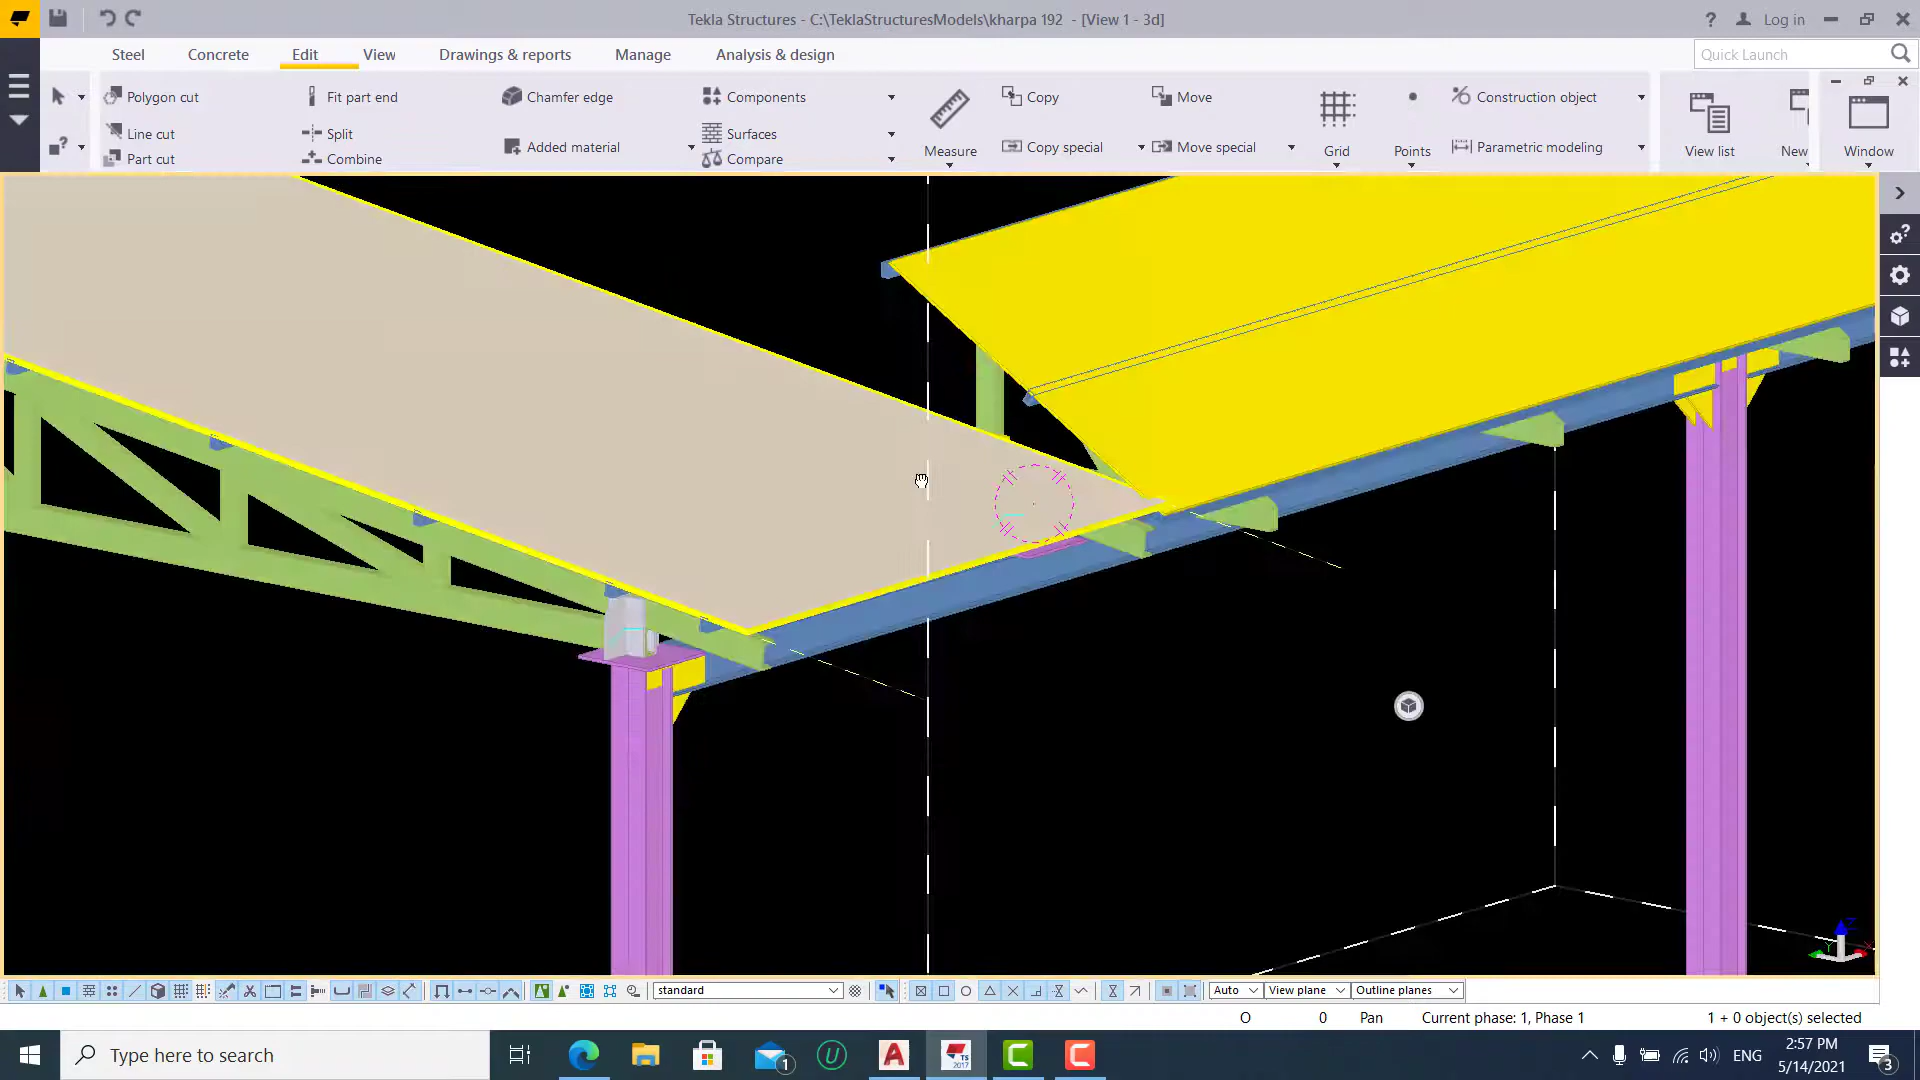 Tekla Structures - C:\TeklaStructuresModels\kharpa 192 - [View 1 - 3d]
? Log in
Steel Concrete Edit View Drawings & reports Manage Analysis & design
Quick Launch
Polygon cut Fit part end Chamfer edge Components Copy Move Construction object
Line cut Split Surfaces
Added material Measure Copy special Move special Grid Points Parametric modeling View list New Window
Part cut Combine Compare
Z
Y X
standard Auto View plane Outline planes
O 0 Pan Current phase: 1, Phase 1 1 + 0 object(s) selected
Type here to search
1
U
A
TS
2017
C
C
ENG
2:57 PM
5/14/2021
3